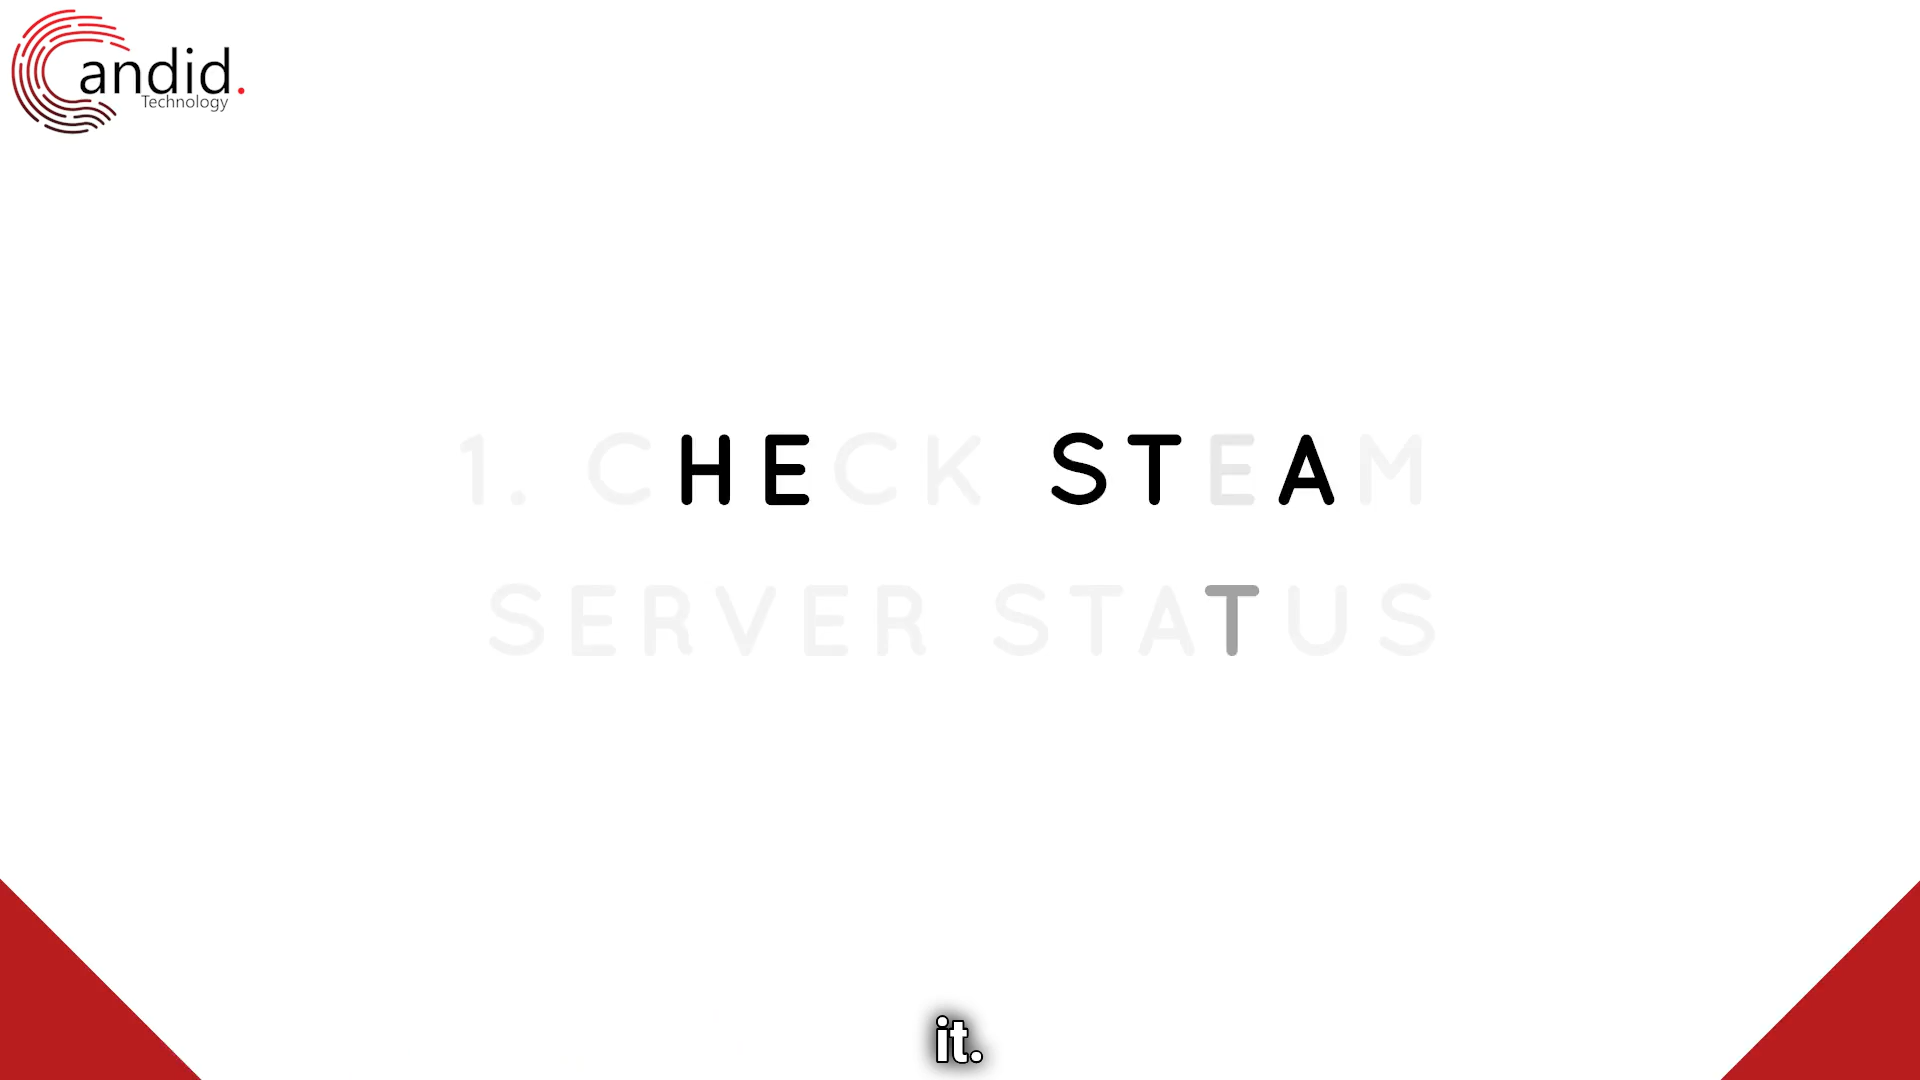 Candid.
Technology
1. CHECK STEAM
SERVER STATUS
it.